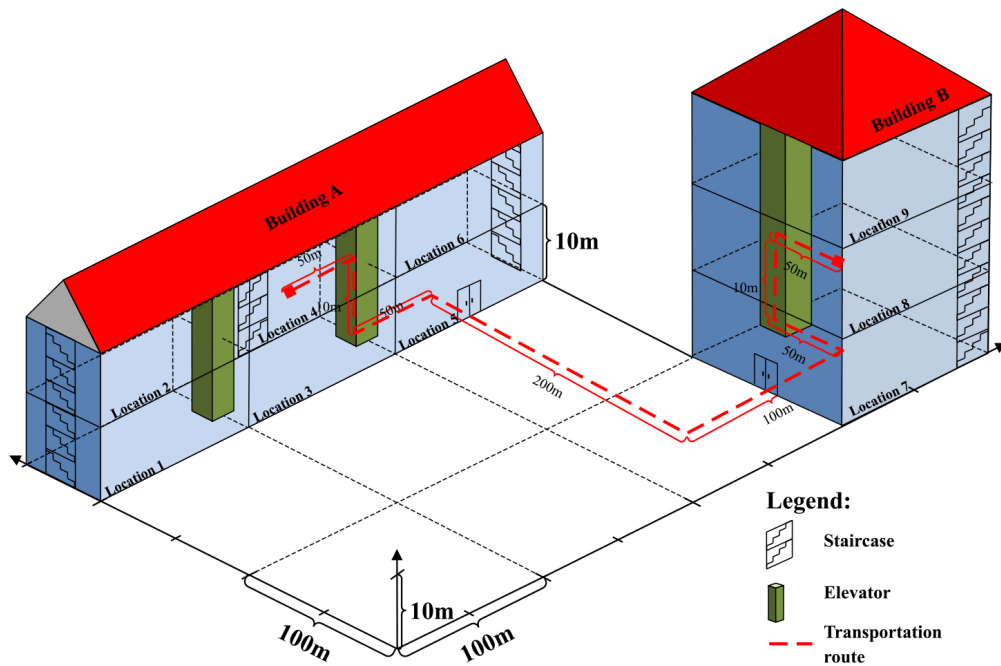 Building A
Building B
50m
10m
50m
Location 1
Location 2
Location 3
Location 4
Location 5
Location 6
10m
200m
100m
50m
10m
50m
Location 7
Location 8
Location 9
10m
100m
100m
Legend:
Staircase
Elevator
Transportation
route